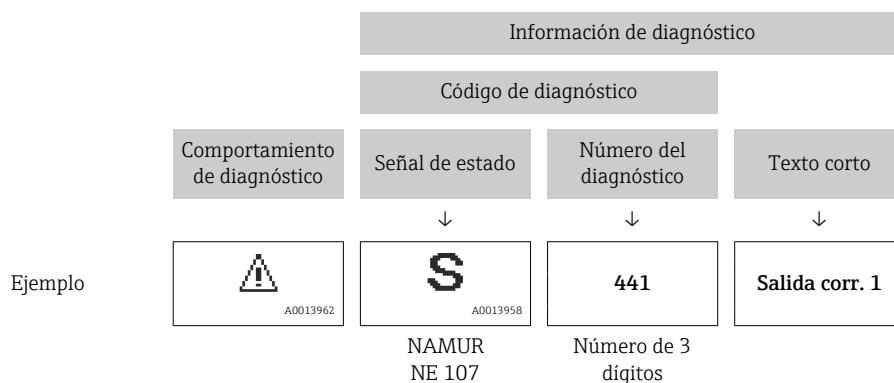 Información de diagnóstico
Código de diagnóstico
Comportamiento
de diagnóstico
Señal de estado
Número del
diagnóstico
Texto corto
Ejemplo
A0013962
S
A0013958
441
Salida corr. 1
NAMUR
NE 107
Número de 3
dígitos